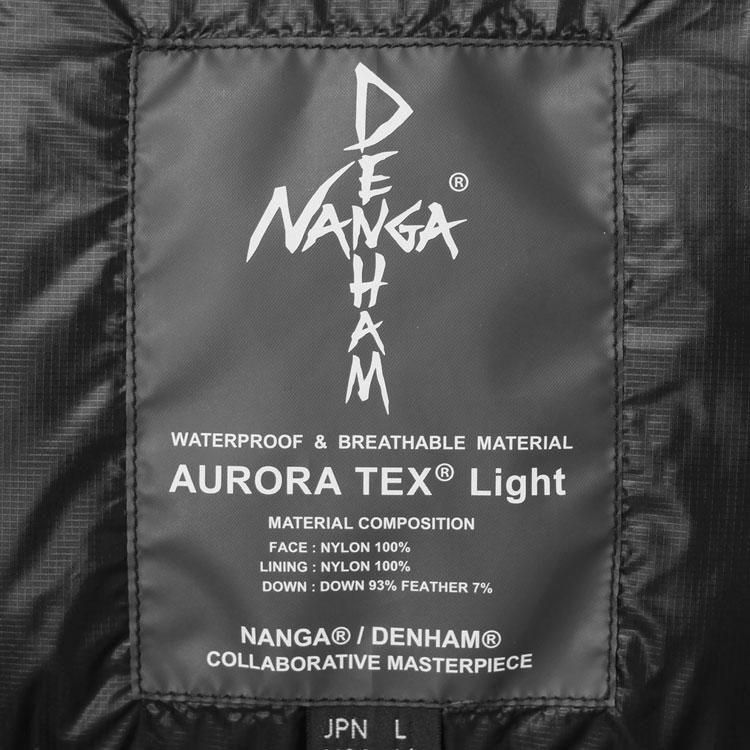 DENHAM
NANGA®
WATERPROOF & BREATHABLE MATERIAL
AURORA TEX® Light
MATERIAL COMPOSITION
FACE : NYLON 100%
LINING : NYLON 100%
DOWN : DOWN 93% FEATHER 7%
NANGA® / DENHAM®
COLLABORATIVE MASTERPIECE
JPN L